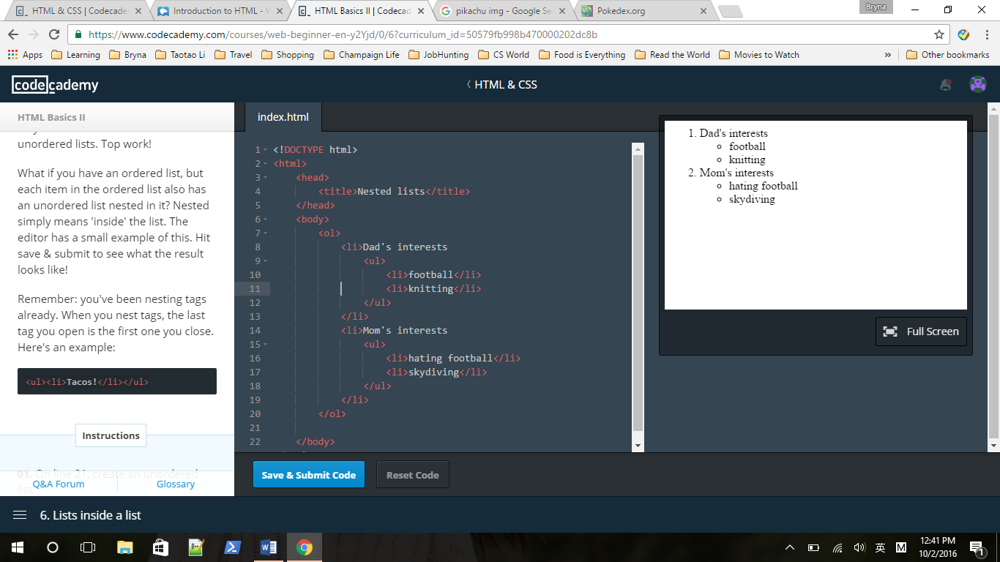 HTML & CSS | Codecade
Introduction to HTML - W
HTML Basics II | Codecad
pikachu img - Google Se
Pokedex.org
Bryna
https://www.codecademy.com/courses/web-beginner-en-y2Yjd/0/6?curriculum_id=50579fb998b470000202dc8b
Apps Learning Bryna Taotao Li Travel Shopping Champaign Life JobHunting CS World Food is Everything Read the World Movies to Watch » Other bookmarks
codecademy
HTML & CSS
HTML Basics II
unordered lists. Top work!
What if you have an ordered list, but
each item in the ordered list also has
an unordered list nested in it? Nested
simply means 'inside' the list. The
editor has a small example of this. Hit
save & submit to see what the result
looks like!
Remember: you've been nesting tags
already. When you nest tags, the last
tag you open is the first one you close.
Here's an example:
<ul><li>Tacos!</li></ul>
Instructions
01. On line 21, create an unordered
list
Q&A Forum
Glossary
index.html
1 <!DOCTYPE html>
2 <html>
3 <head>
4 <title>Nested lists</title>
5 </head>
6 <body>
7 <ol>
8 <li>Dad's interests
9 <ul>
10 <li>football</li>
11 <li>knitting</li>
12 </ul>
13 </li>
14 <li>Mom's interests
15 <ul>
16 <li>hating football</li>
17 <li>skydiving</li>
18 </ul>
19 </li>
20 </ol>
21
22 </body>
1. Dad's interests
football
knitting
2. Mom's interests
hating football
skydiving
Full Screen
Save & Submit Code
Reset Code
6. Lists inside a list
英
M
12:41 PM
10/2/2016
1